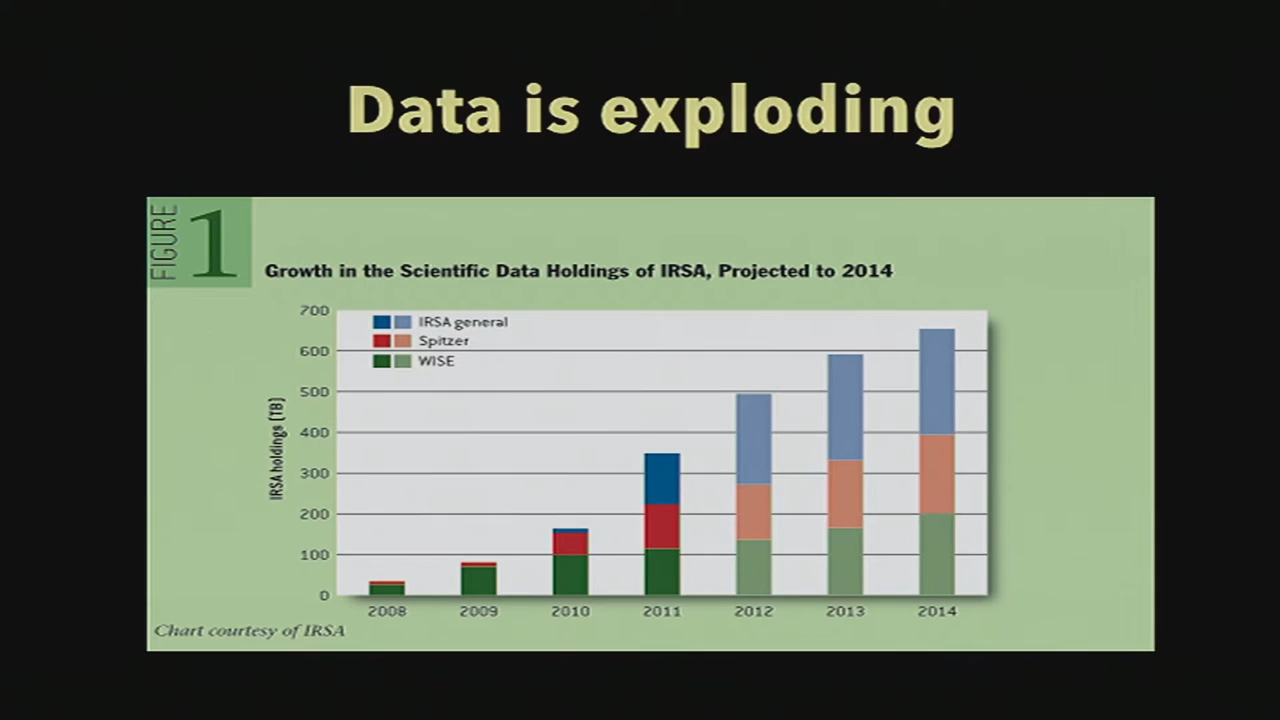 Data is exploding
FIGURE 1
Growth in the Scientific Data Holdings of IRSA, Projected to 2014
IRSA holdings (TB)
700
600
500
400
300
200
100
0
IRSA general
Spitzer
WISE
2008 2009 2010 2011 2012 2013 2014
Chart courtesy of IRSA